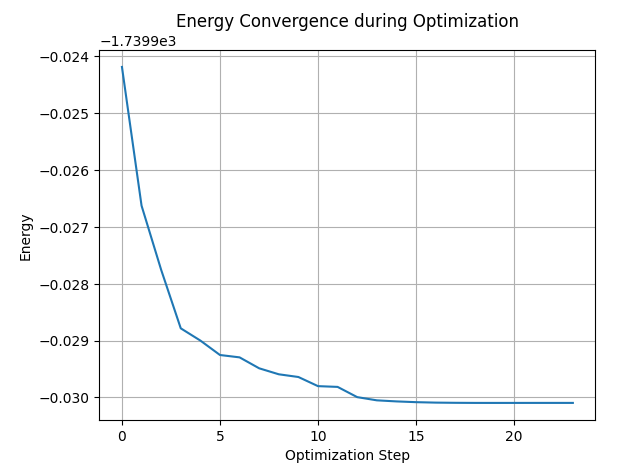 Energy Convergence during Optimization
−1.7399e3
−0.024
−0.025
−0.026
−0.027
−0.028
−0.029
−0.030
Energy
0 5 10 15 20
Optimization Step